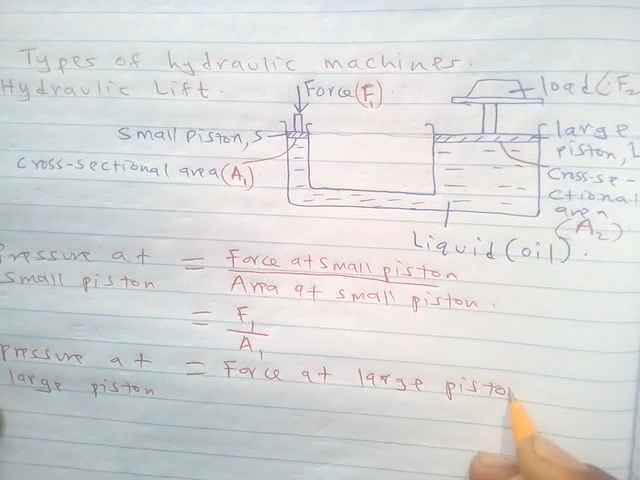 Types of hydraulic machines.
Hydraulic Lift.
Force(F1).
load(F2
Small piston, S
large
piston, L
Cross-sectional area(A1)
Cross-se-
ctional
area
(A2)
Liquid (oil).
Pressure at = Force at small piston
small piston Area at small piston.
= F1
A1
Pressure at = Force at large pisto
large piston